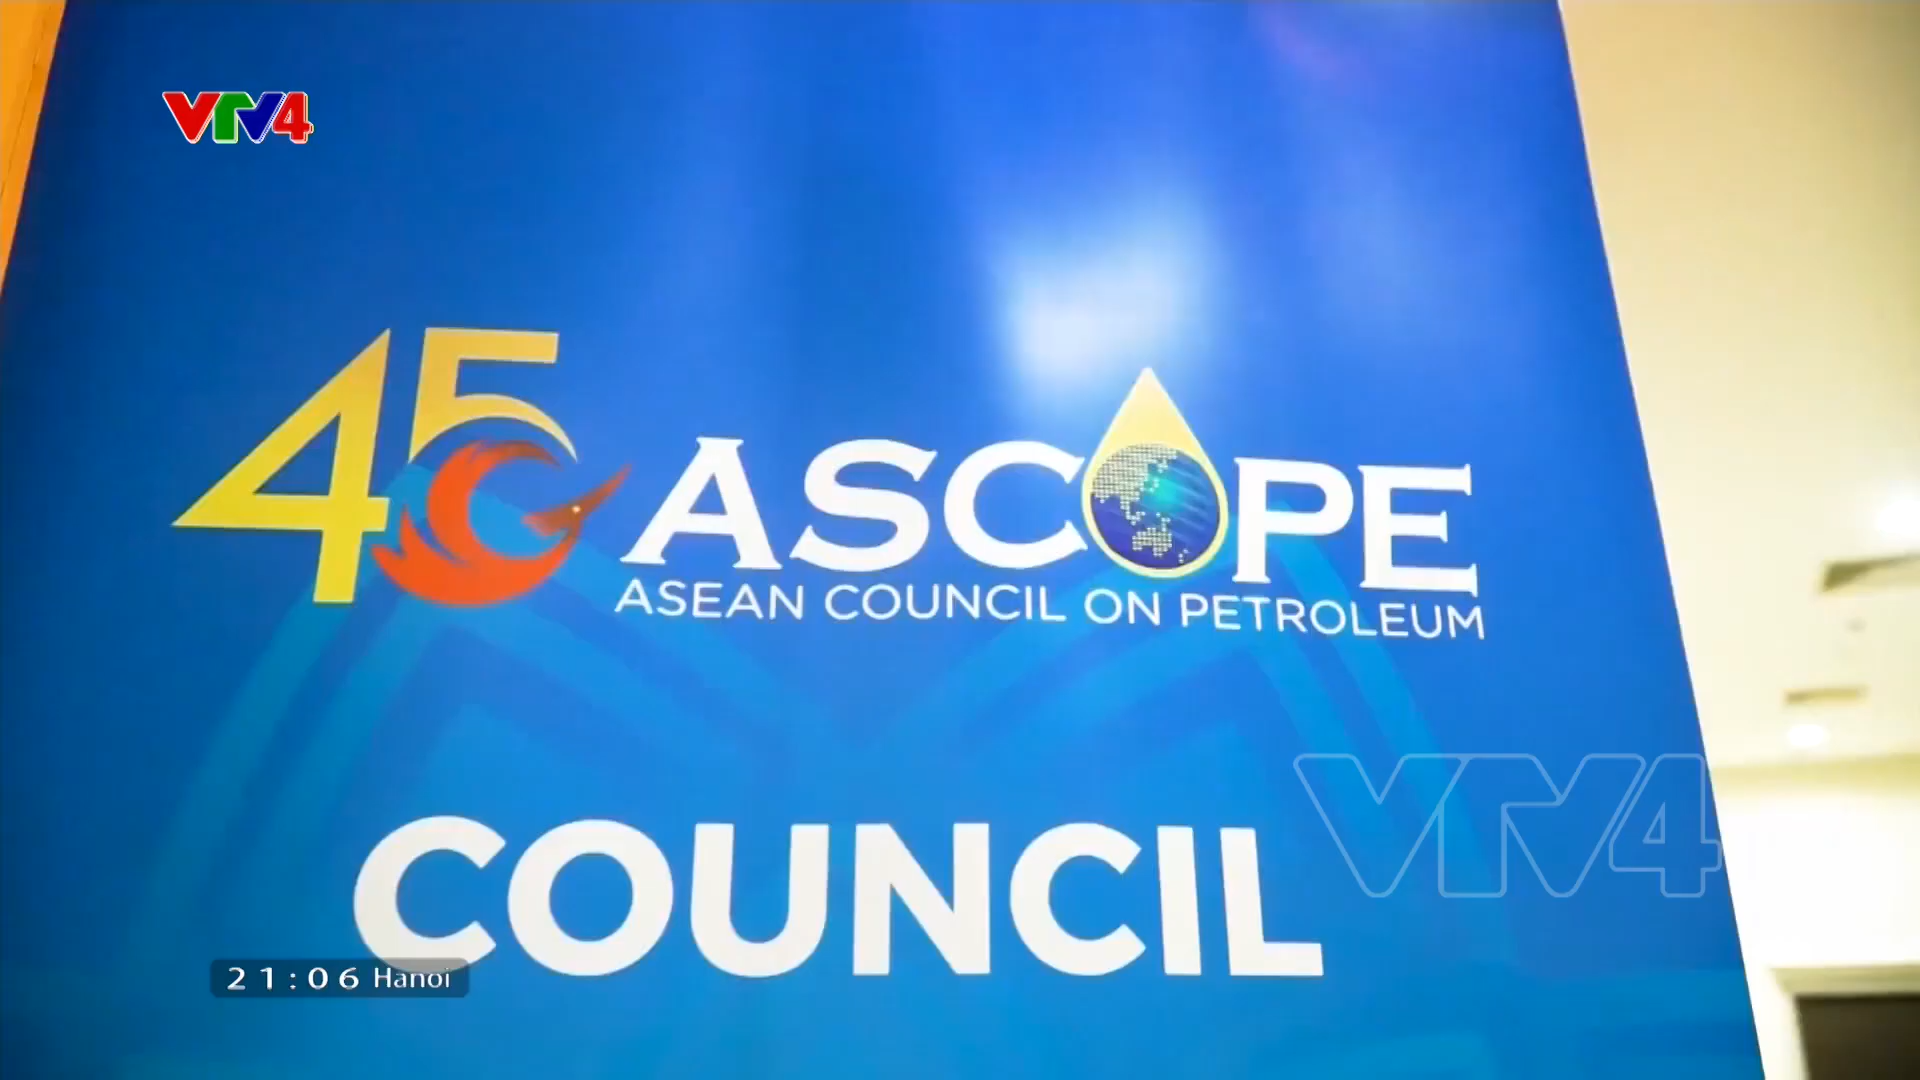 VTV4
45 ASCOPE
ASEAN COUNCIL ON PETROLEUM
COUNCIL
VTV4
21:06 Hanoi